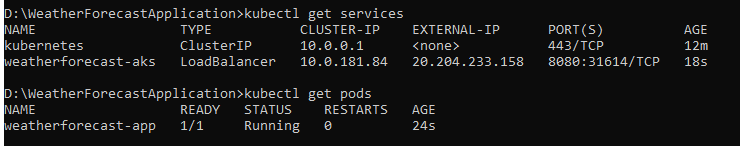 D:\WeatherForecastApplication>kubectl get services
NAME TYPE CLUSTER-IP EXTERNAL-IP PORT(S) AGE
kubernetes ClusterIP 10.0.0.1 <none> 443/TCP 12m
weatherforecast-aks LoadBalancer 10.0.181.84 20.204.233.158 8080:31614/TCP 18s
D:\WeatherForecastApplication>kubectl get pods
NAME READY STATUS RESTARTS AGE
weatherforecast-app 1/1 Running 0 24s